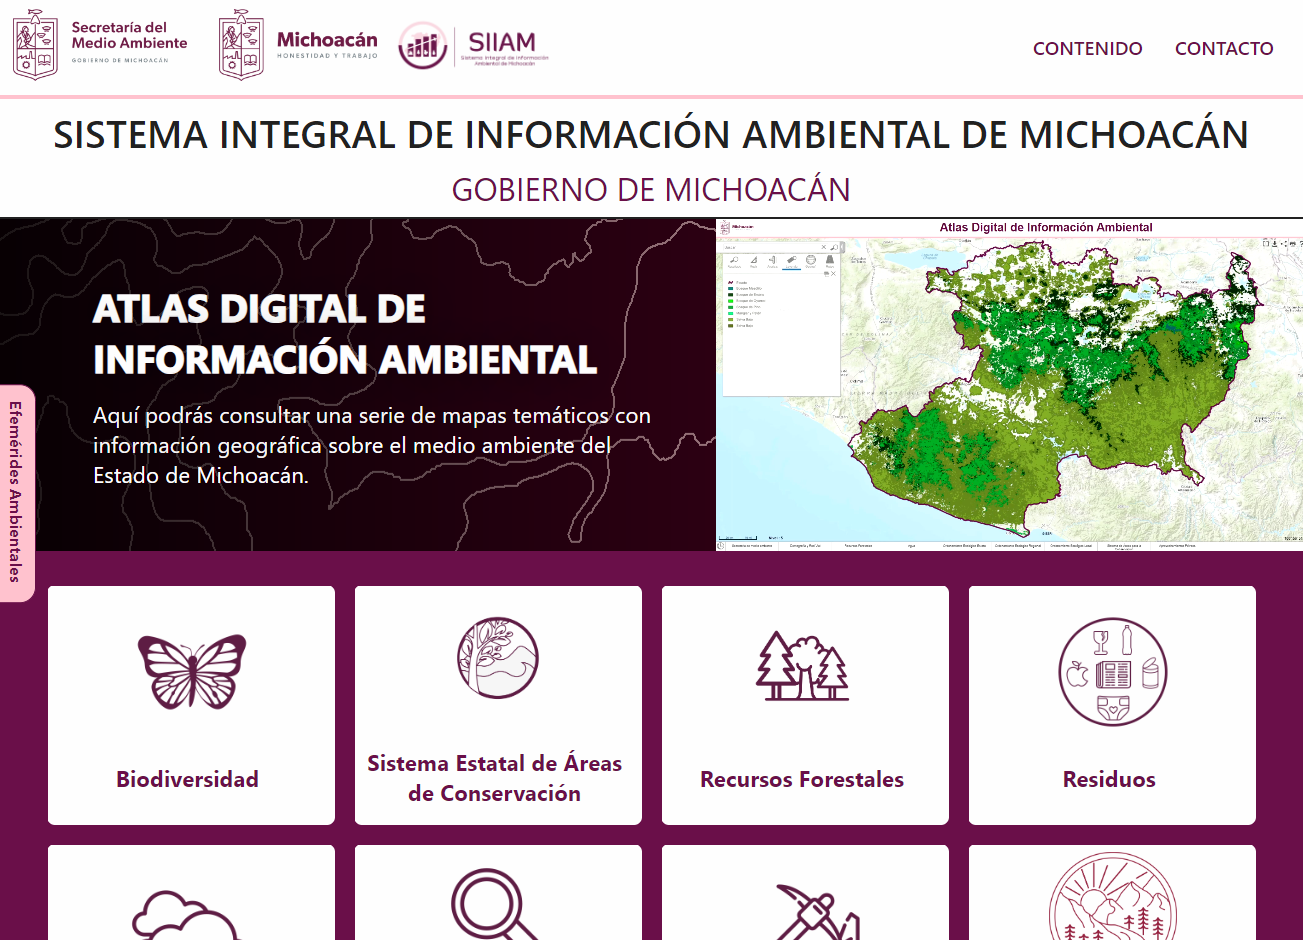 Secretaría del
Medio Ambiente
GOBIERNO DE MICHOACÁN
Michoacán
HONESTIDAD Y TRABAJO
SIIAM
Sistema Integral de Información
Ambiental de Michoacán
CONTENIDO
CONTACTO
SISTEMA INTEGRAL DE INFORMACIÓN AMBIENTAL DE MICHOACÁN
GOBIERNO DE MICHOACÁN
ATLAS DIGITAL DE
INFORMACIÓN AMBIENTAL
Aquí podrás consultar una serie de mapas temáticos con
información geográfica sobre el medio ambiente del
Estado de Michoacán.
Michoacán
Atlas Digital de Información Ambiental
Efemérides Ambientales
Biodiversidad
Sistema Estatal de Áreas
de Conservación
Recursos Forestales
Residuos